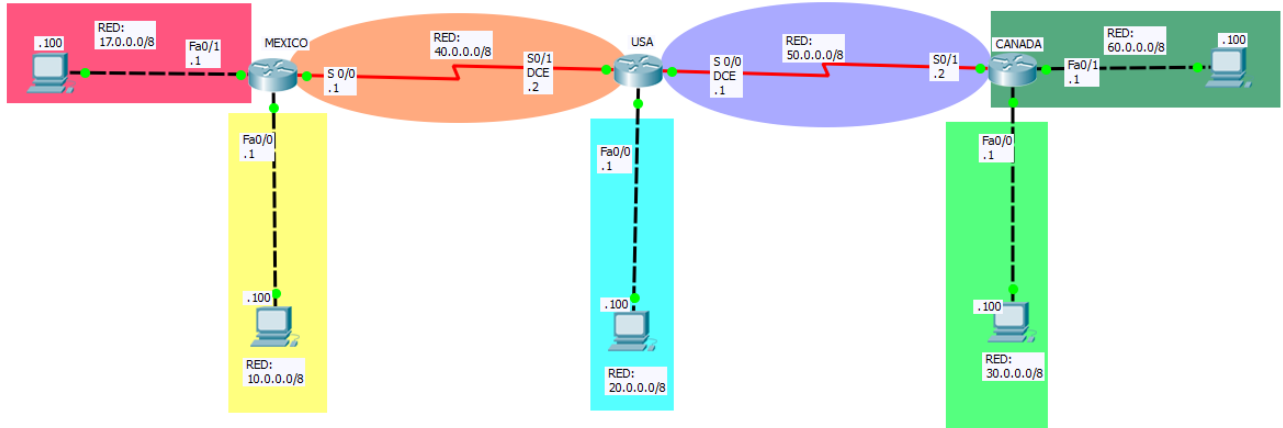 .100
RED:
17.0.0.0/8
Fa0/1
.1
MEXICO
S 0/0
.1
RED:
40.0.0.0/8
S0/1
DCE
.2
USA
S 0/0
DCE
.1
RED:
50.0.0.0/8
S0/1
.2
CANADA
Fa0/1
.1
RED:
60.0.0.0/8
.100
Fa0/0
.1
.100
RED:
10.0.0.0/8
Fa0/0
.1
.100
RED:
20.0.0.0/8
Fa0/0
.1
.100
RED:
30.0.0.0/8